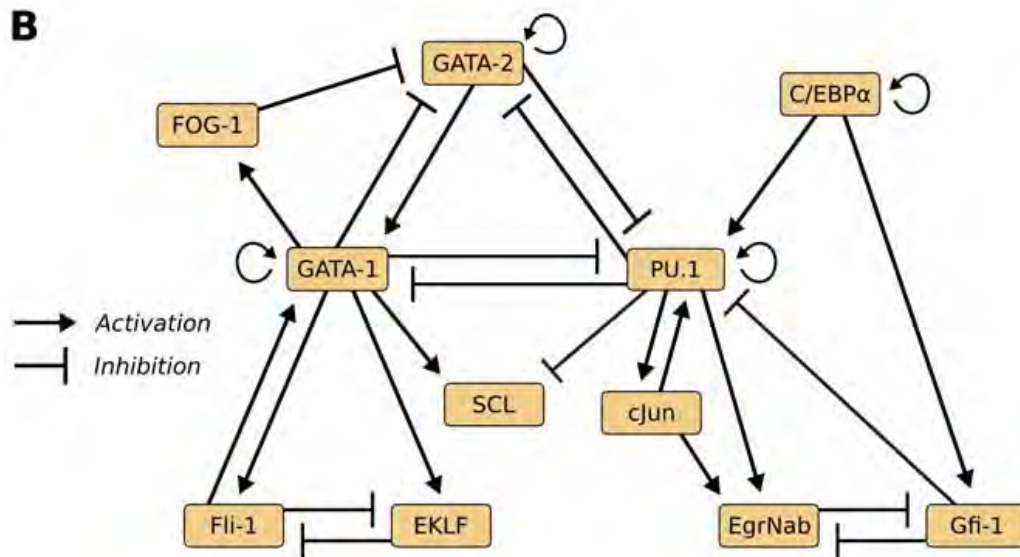 B
GATA-2
C/EBPα
FOG-1
GATA-1
PU.1
Activation
Inhibition
SCL
cJun
Fli-1
EKLF
EgrNab
Gfi-1